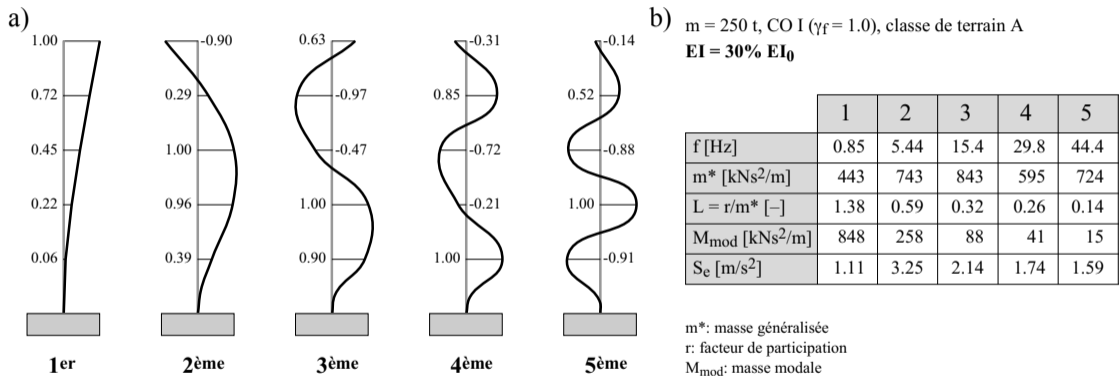 a)
1.00
0.72
0.45
0.22
0.06
1er
-0.90
0.29
1.00
0.96
0.39
2ème
0.63
-0.97
-0.47
1.00
0.90
3ème
-0.31
0.85
-0.72
-0.21
1.00
4ème
-0.14
0.52
-0.88
1.00
-0.91
5ème
b)
m = 250 t, CO I (γf = 1.0), classe de terrain A
EI = 30% EI0
1 2 3 4 5
f [Hz] 0.85 5.44 15.4 29.8 44.4
m* [kNs²/m] 443 743 843 595 724
L = r/m* [–] 1.38 0.59 0.32 0.26 0.14
Mmod [kNs²/m] 848 258 88 41 15
Se [m/s²] 1.11 3.25 2.14 1.74 1.59
m*: masse généralisée
r: facteur de participation
Mmod: masse modale